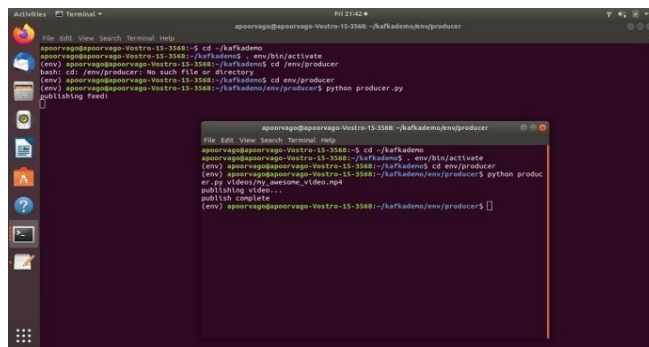 Activities Terminal Fri 21:42
apoorvago@apoorvago-Vostro-15-3568: ~/kafkademo/env/producer
File Edit View Search Terminal Help
apoorvago@apoorvago-Vostro-15-3568:~$ cd ~/kafkademo
apoorvago@apoorvago-Vostro-15-3568:~/kafkademo$ . env/bin/activate
(env) apoorvago@apoorvago-Vostro-15-3568:~/kafkademo$ cd /env/producer
bash: cd: /env/producer: No such file or directory
(env) apoorvago@apoorvago-Vostro-15-3568:~/kafkademo$ cd env/producer
(env) apoorvago@apoorvago-Vostro-15-3568:~/kafkademo/env/producer$ python producer.py
publishing feed!
apoorvago@apoorvago-Vostro-15-3568: ~/kafkademo/env/producer
File Edit View Search Terminal Help
apoorvago@apoorvago-Vostro-15-3568:~$ cd ~/kafkademo
apoorvago@apoorvago-Vostro-15-3568:~/kafkademo$ . env/bin/activate
(env) apoorvago@apoorvago-Vostro-15-3568:~/kafkademo$ cd env/producer
(env) apoorvago@apoorvago-Vostro-15-3568:~/kafkademo/env/producer$ python produc
er.py videos/my_awesome_video.mp4
publishing video...
publish complete
(env) apoorvago@apoorvago-Vostro-15-3568:~/kafkademo/env/producer$